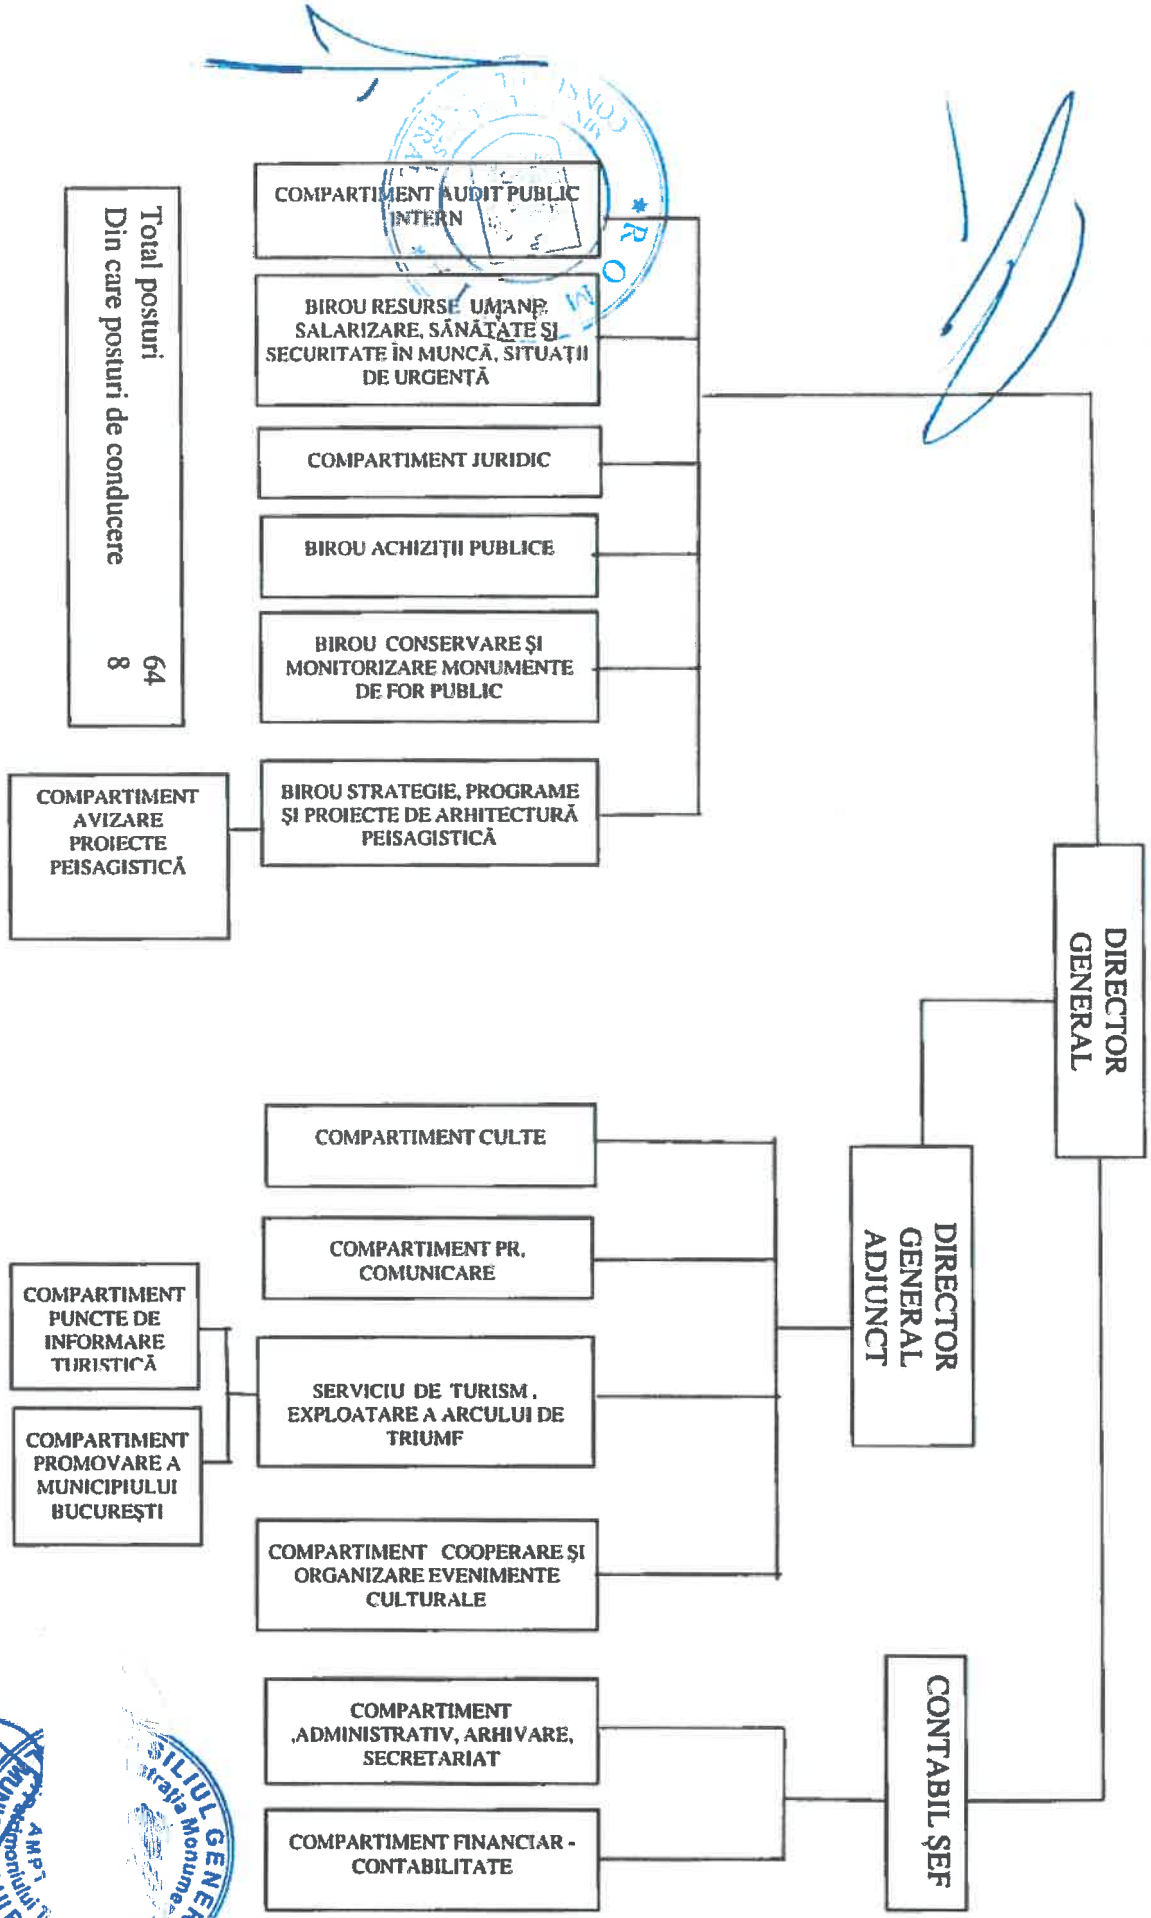 DIRECTOR
GENERAL
DIRECTOR
GENERAL
ADJUNCT
CONTABIL ȘEF
COMPARTIMENT AUDIT PUBLIC
INTERN
BIROU RESURSE UMANE,
SALARIZARE, SĂNĂTATE ȘI
SECURITATE ÎN MUNCĂ, SITUAȚII
DE URGENȚĂ
COMPARTIMENT JURIDIC
BIROU ACHIZIȚII PUBLICE
BIROU CONSERVARE ȘI
MONITORIZARE MONUMENTE
DE FOR PUBLIC
BIROU STRATEGIE, PROGRAME
ȘI PROIECTE DE ARHITECTURĂ
PEISAGISTICĂ
COMPARTIMENT
AVIZARE
PROIECTE
PEISAGISTICĂ
COMPARTIMENT CULTE
COMPARTIMENT PR,
COMUNICARE
SERVICIU DE TURISM,
EXPLOATARE A ARCULUI DE
TRIUMF
COMPARTIMENT
PUNCTE DE
INFORMARE
TURISTICĂ
COMPARTIMENT
PROMOVARE A
MUNICIPIULUI
BUCUREȘTI
COMPARTIMENT COOPERARE ȘI
ORGANIZARE EVENIMENTE
CULTURALE
COMPARTIMENT
,ADMINISTRATIV, ARHIVARE,
SECRETARIAT
COMPARTIMENT FINANCIAR -
CONTABILITATE
Total posturi 64
Din care posturi de conducere 8
* ROM
AMPT